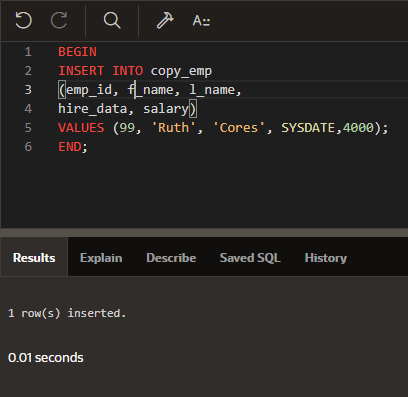 A
1 BEGIN
2 INSERT INTO copy_emp
3 (emp_id, f_name, l_name,
4 hire_data, salary)
5 VALUES (99, 'Ruth', 'Cores', SYSDATE,4000);
6 END;
Results Explain Describe Saved SQL History
1 row(s) inserted.
0.01 seconds